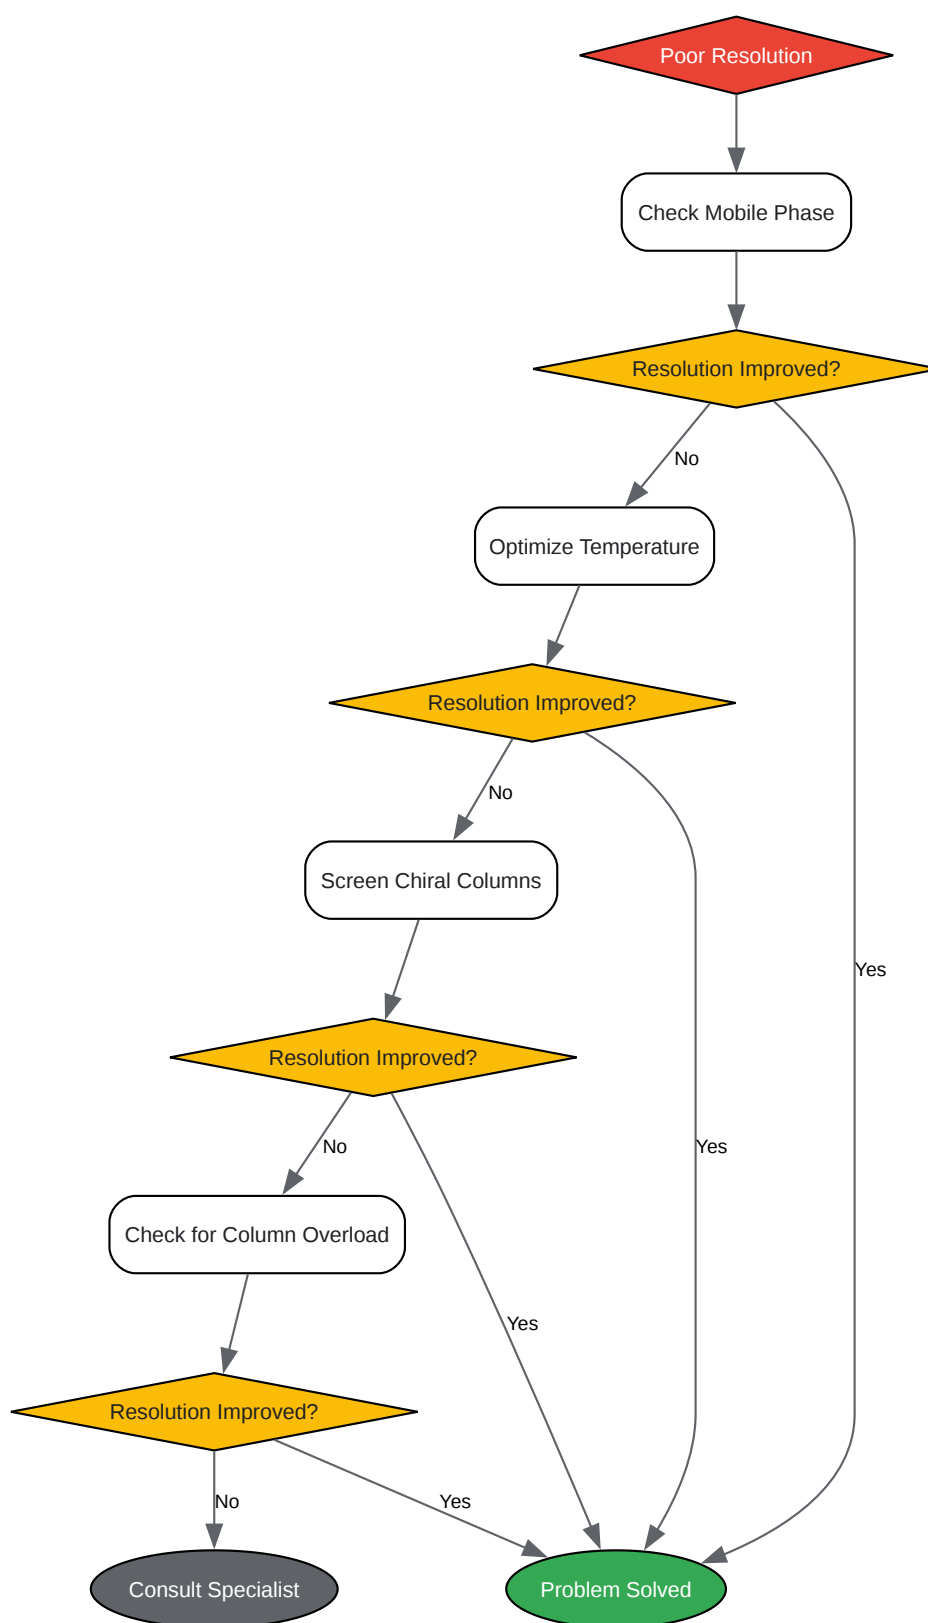 Poor Resolution
Check Mobile Phase
Resolution Improved?
No
Optimize Temperature
Resolution Improved?
No
Screen Chiral Columns
Yes
Resolution Improved?
No
Yes
Check for Column Overload
Yes
Resolution Improved?
No
Yes
Consult Specialist
Problem Solved